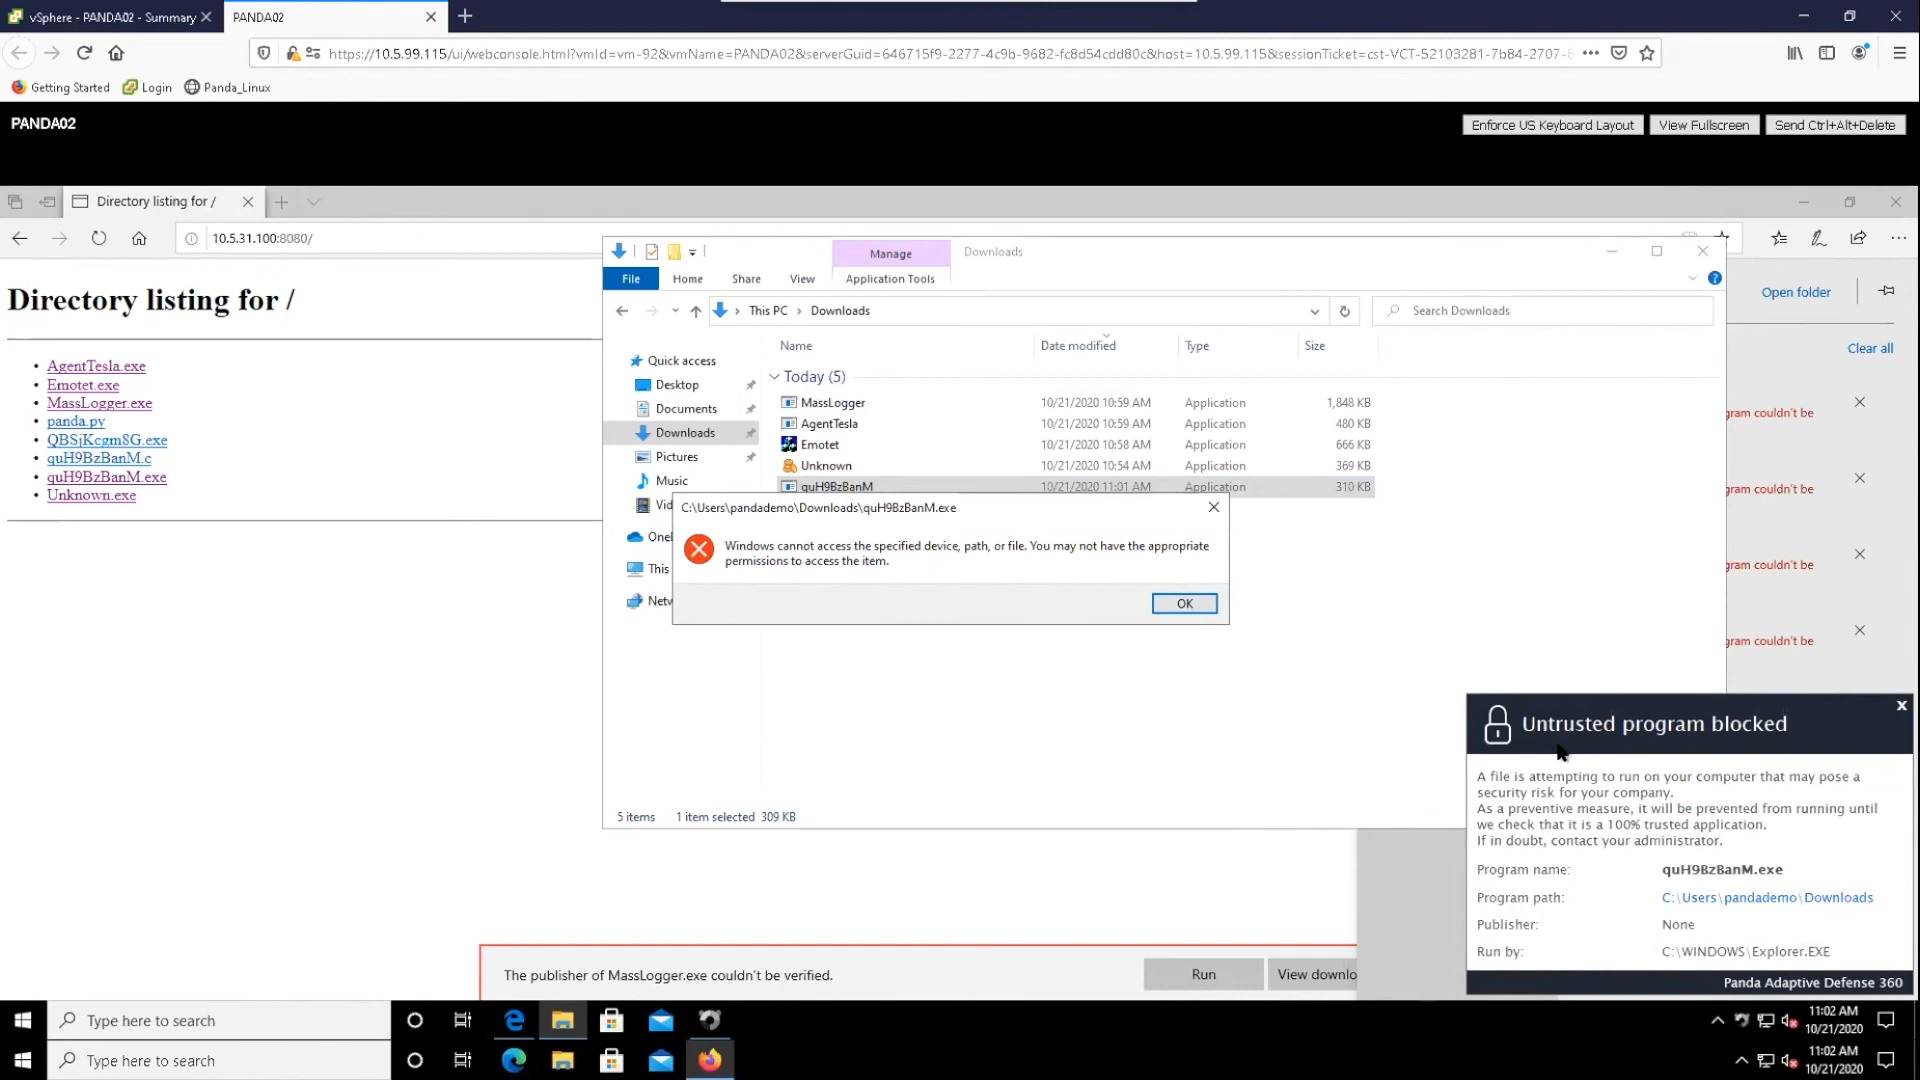 vSphere - PANDA02 - Summary
PANDA02
https://10.5.99.115/ui/webconsole.html?vmId=vm-92&vmName=PANDA02&serverGuid=646715f9-2277-4c9b-9682-fc8d54cdd80c&host=10.5.99.115&sessionTicket=cst-VCT-52103281-7b84-2707-
Getting Started
Login
Panda_Linux
PANDA02
Enforce US Keyboard Layout
View Fullscreen
Send Ctrl+Alt+Delete
Directory listing for /
10.5.31.100:8080/
Directory listing for /
AgentTesla.exe
Emotet.exe
MassLogger.exe
panda.py
QBSjKcgm8G.exe
quH9BzBanM.c
quH9BzBanM.exe
Unknown.exe
Manage
Downloads
File
Home
Share
View
Application Tools
This PC > Downloads
Search Downloads
Quick access
Desktop
Documents
Downloads
Pictures
Music
Vid
Onel
This
Netw
Name Date modified Type Size
Today (5)
MassLogger 10/21/2020 10:59 AM Application 1,848 KB
AgentTesla 10/21/2020 10:59 AM Application 480 KB
Emotet 10/21/2020 10:58 AM Application 666 KB
Unknown 10/21/2020 10:54 AM Application 369 KB
quH9BzBanM 10/21/2020 11:01 AM Application 310 KB
C:\Users\pandademo\Downloads\quH9BzBanM.exe
Windows cannot access the specified device, path, or file. You may not have the appropriate
permissions to access the item.
OK
5 items 1 item selected 309 KB
Open folder
Clear all
gram couldn't be
gram couldn't be
gram couldn't be
gram couldn't be
Untrusted program blocked
x
A file is attempting to run on your computer that may pose a
security risk for your company.
As a preventive measure, it will be prevented from running until
we check that it is a 100% trusted application.
If in doubt, contact your administrator.
Program name: quH9BzBanM.exe
Program path: C:\Users\pandademo\Downloads
Publisher: None
Run by: C:\WINDOWS\Explorer.EXE
Panda Adaptive Defense 360
The publisher of MassLogger.exe couldn't be verified.
Run
View downlo
Type here to search
11:02 AM
10/21/2020
Type here to search
11:02 AM
10/21/2020